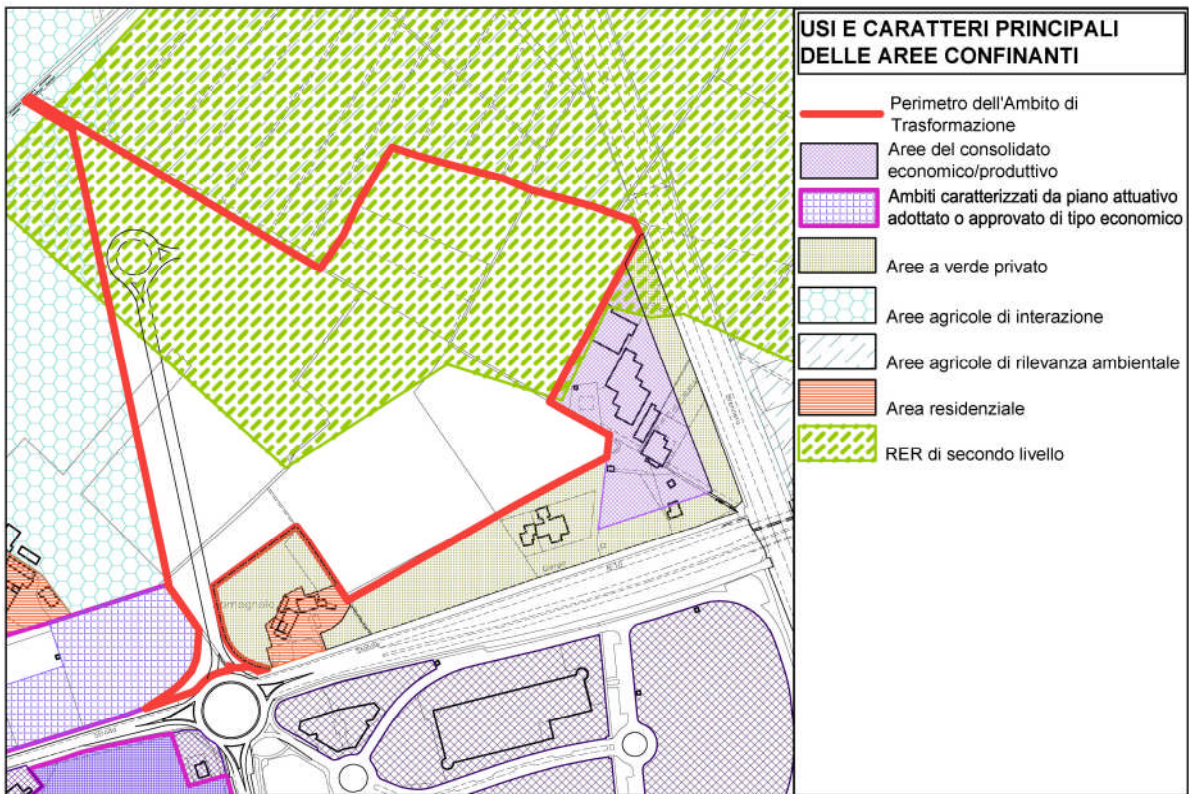 USI E CARATTERI PRINCIPALI
DELLE AREE CONFINANTI
Perimetro dell'Ambito di
Trasformazione
Aree del consolidato
economico/produttivo
Ambiti caratterizzati da piano attuativo
adottato o approvato di tipo economico
Aree a verde privato
Aree agricole di interazione
Aree agricole di rilevanza ambientale
Area residenziale
RER di secondo livello